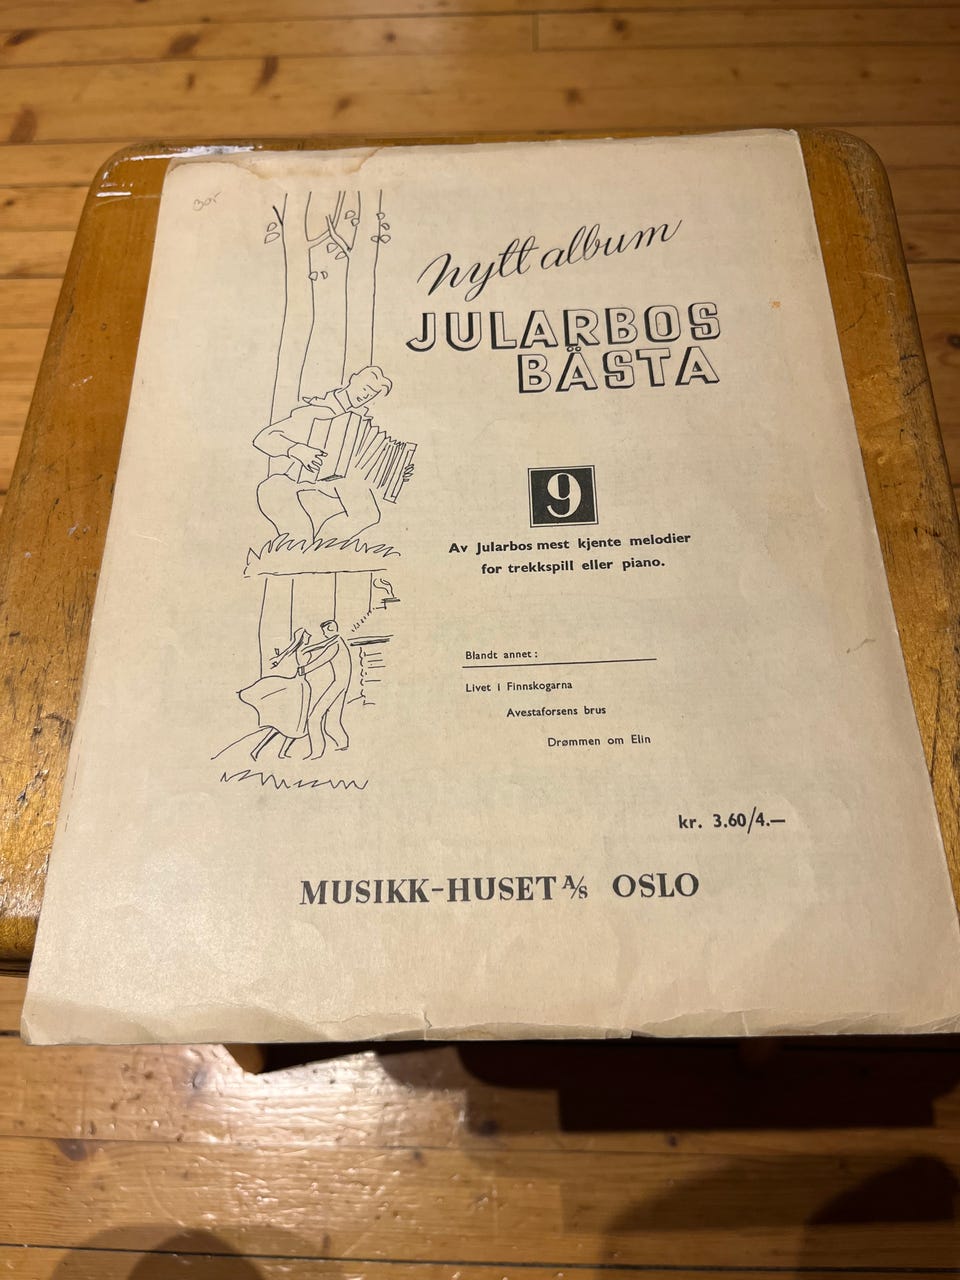 30,-
Nytt album
JULARBOS
BÄSTA
9
Av Jularbos mest kjente melodier
for trekkspill eller piano.
Blandt annet:
Livet i Finnskogarna
Avestaforsens brus
Drømmen om Elin
kr. 3.60/4.—
MUSIKK-HUSET A/S OSLO